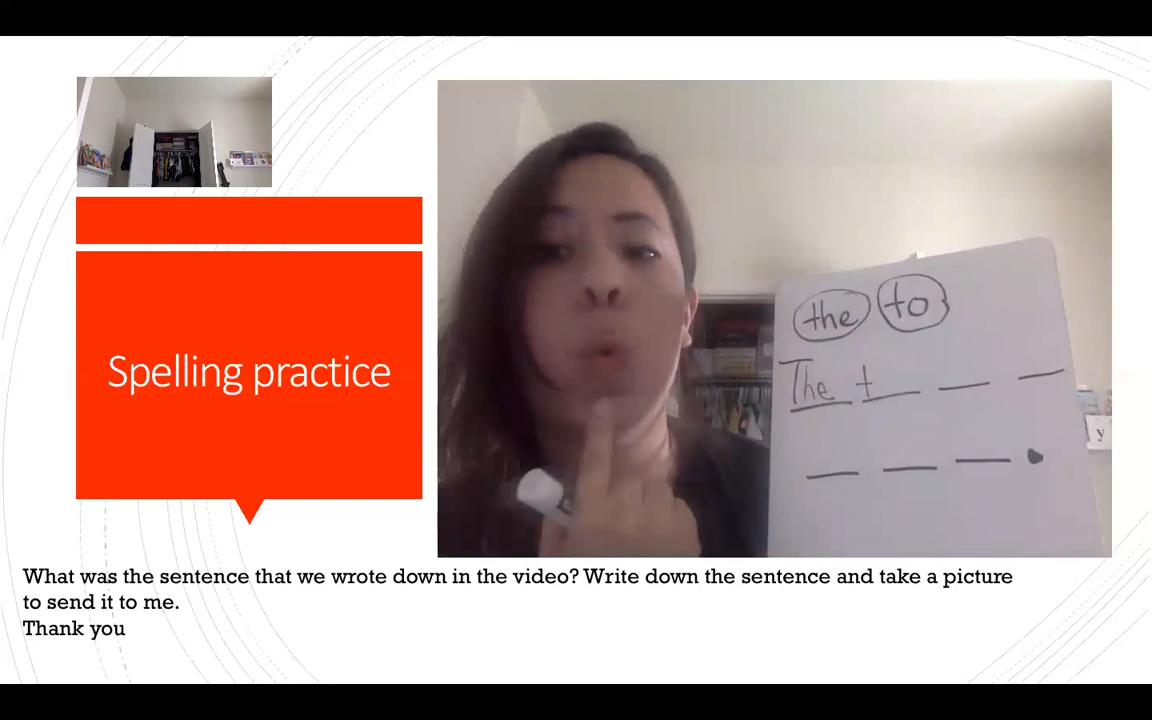 Spelling practice
the to
The t
y
What was the sentence that we wrote down in the video? Write down the sentence and take a picture
to send it to me.
Thank you